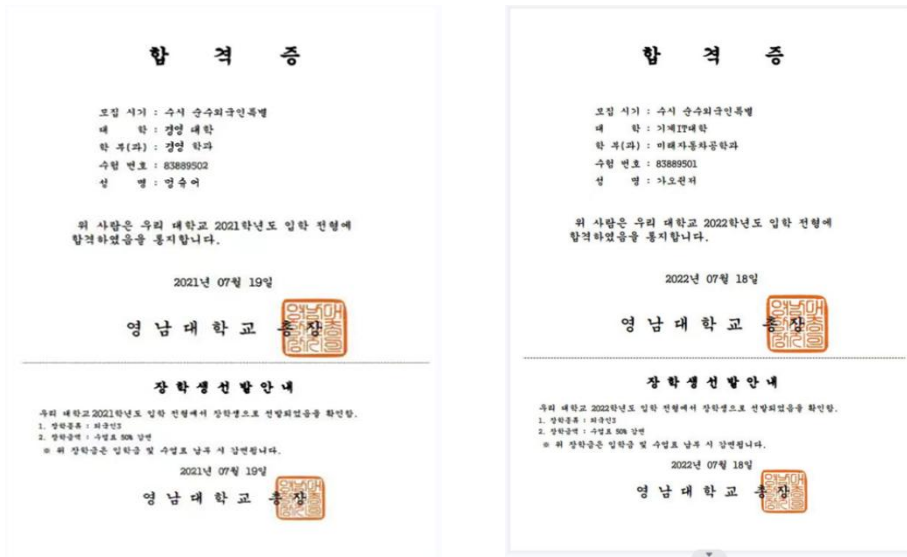 합 격 증
모집 시기 : 수시 순수외국인특별
대 학 : 경영 대학
학 부(과) : 경영 학과
수험 번호 : 83889502
성 명 : 멍슈어
위 사람은 우리 대학교 2021학년도 입학 전형에
합격하였음을 통지합니다.
2021년 07월 19일
영 남 대 학 교 총 장
장 학 생 선 발 안 내
우리 대학교 2021학년도 입학 전형에서 장학생으로 선발되었음을 확인함.
1. 장학종류 : 외국인3
2. 장학금액 : 수업료 50% 감면
※ 위 장학금은 입학금 및 수업료 납부 시 감면됩니다.
2021년 07월 19일
영 남 대 학 교 총 장
합 격 증
모집 시기 : 수시 순수외국인특별
대 학 : 기계IT대학
학 부(과) : 미래자동차공학과
수험 번호 : 83889501
성 명 : 가오원저
위 사람은 우리 대학교 2022학년도 입학 전형에
합격하였음을 통지합니다.
2022년 07월 18일
영 남 대 학 교 총 장
장 학 생 선 발 안 내
우리 대학교 2022학년도 입학 전형에서 장학생으로 선발되었음을 확인함.
1. 장학종류 : 외국인3
2. 장학금액 : 수업료 50% 감면
※ 위 장학금은 입학금 및 수업료 납부 시 감면됩니다.
2022년 07월 18일
영 남 대 학 교 총 장